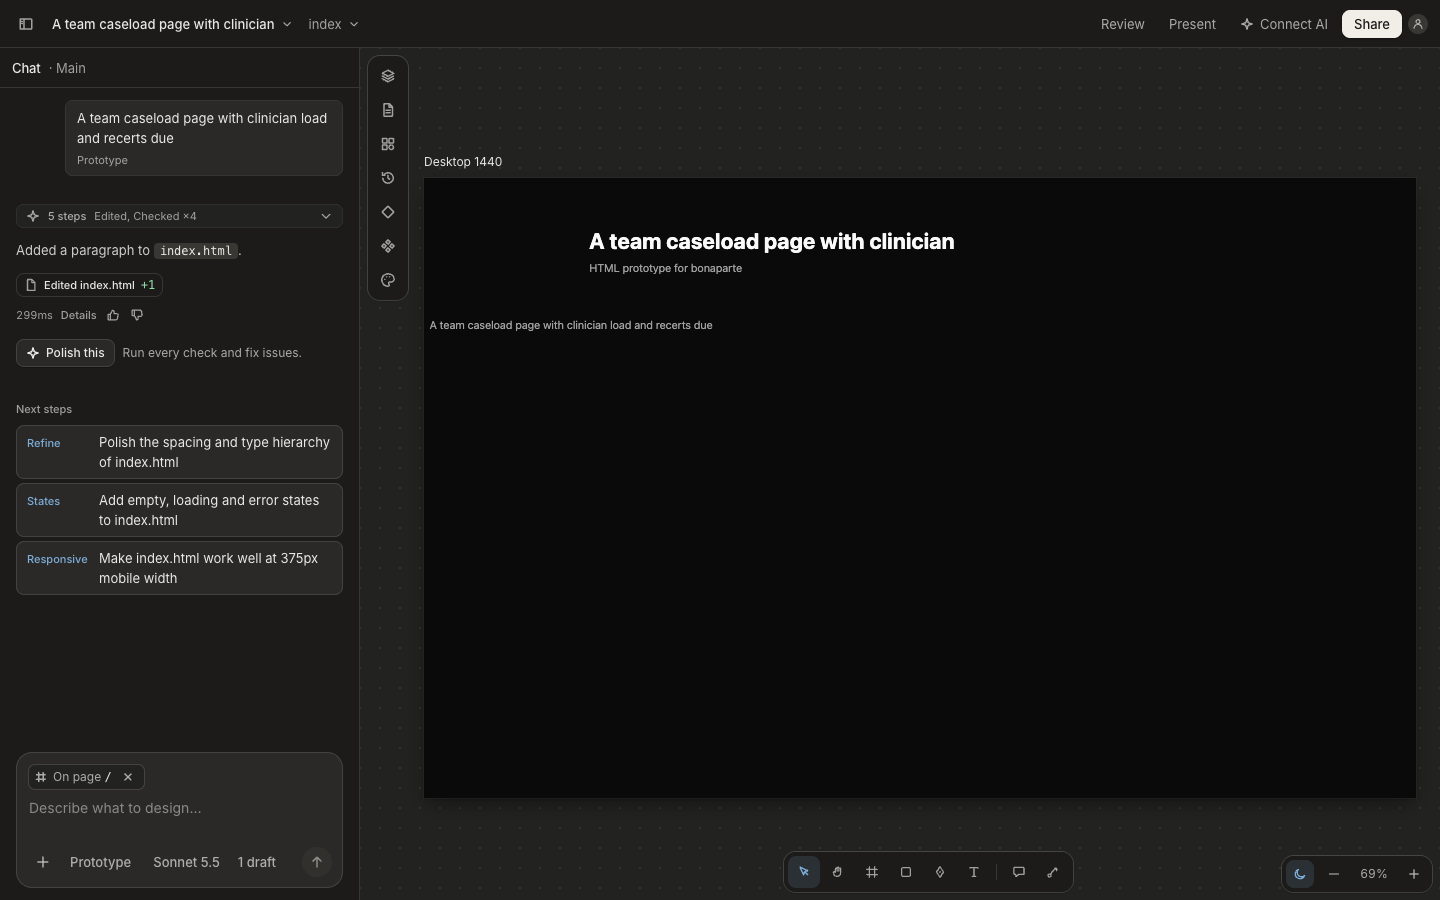 A team caseload page with clinician
index
Review
Present
Connect AI
Share
Chat · Main
A team caseload page with clinician load
and recerts due
Prototype
5 steps Edited, Checked ×4
Added a paragraph to index.html.
Edited index.html +1
299ms Details
Polish this Run every check and fix issues.
Next steps
Refine Polish the spacing and type hierarchy
of index.html
States Add empty, loading and error states
to index.html
Responsive Make index.html work well at 375px
mobile width
On page /
Describe what to design...
Prototype Sonnet 5.5 1 draft
Desktop 1440
A team caseload page with clinician
HTML prototype for bonaparte
A team caseload page with clinician load and recerts due
69%